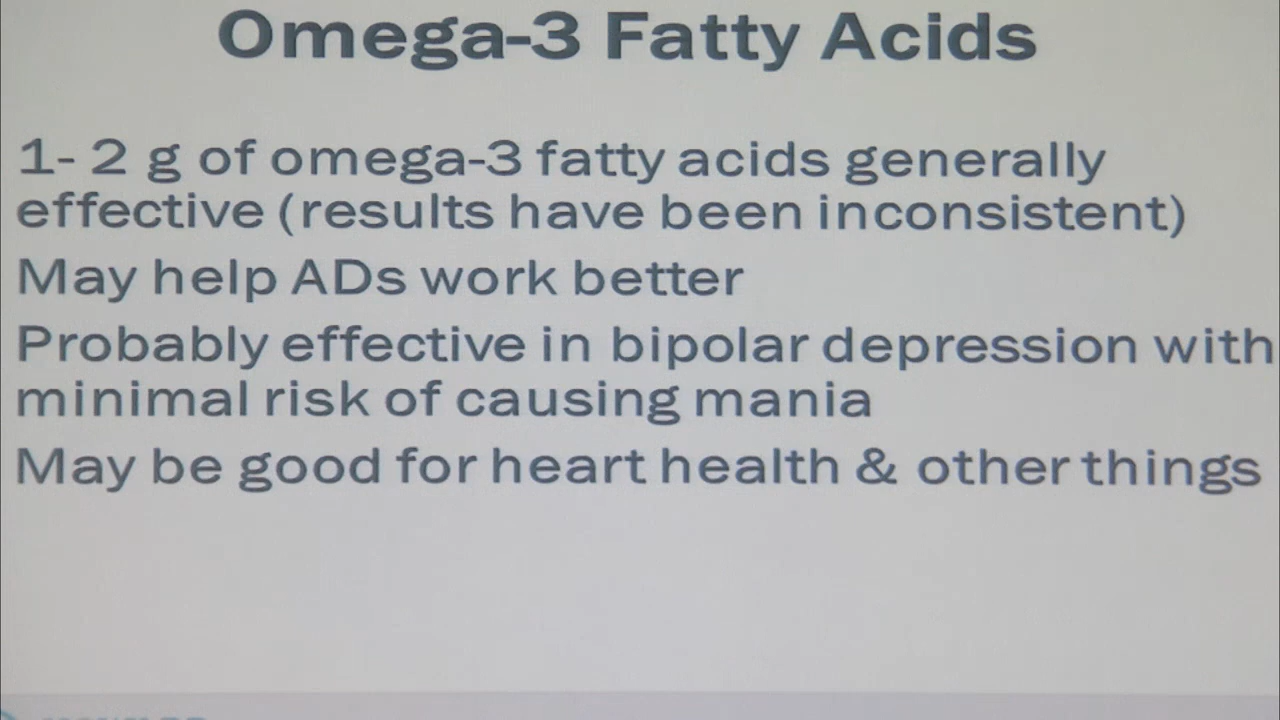 Omega-3 Fatty Acids
1- 2 g of omega-3 fatty acids generally
effective (results have been inconsistent)
May help ADs work better
Probably effective in bipolar depression with
minimal risk of causing mania
May be good for heart health & other things